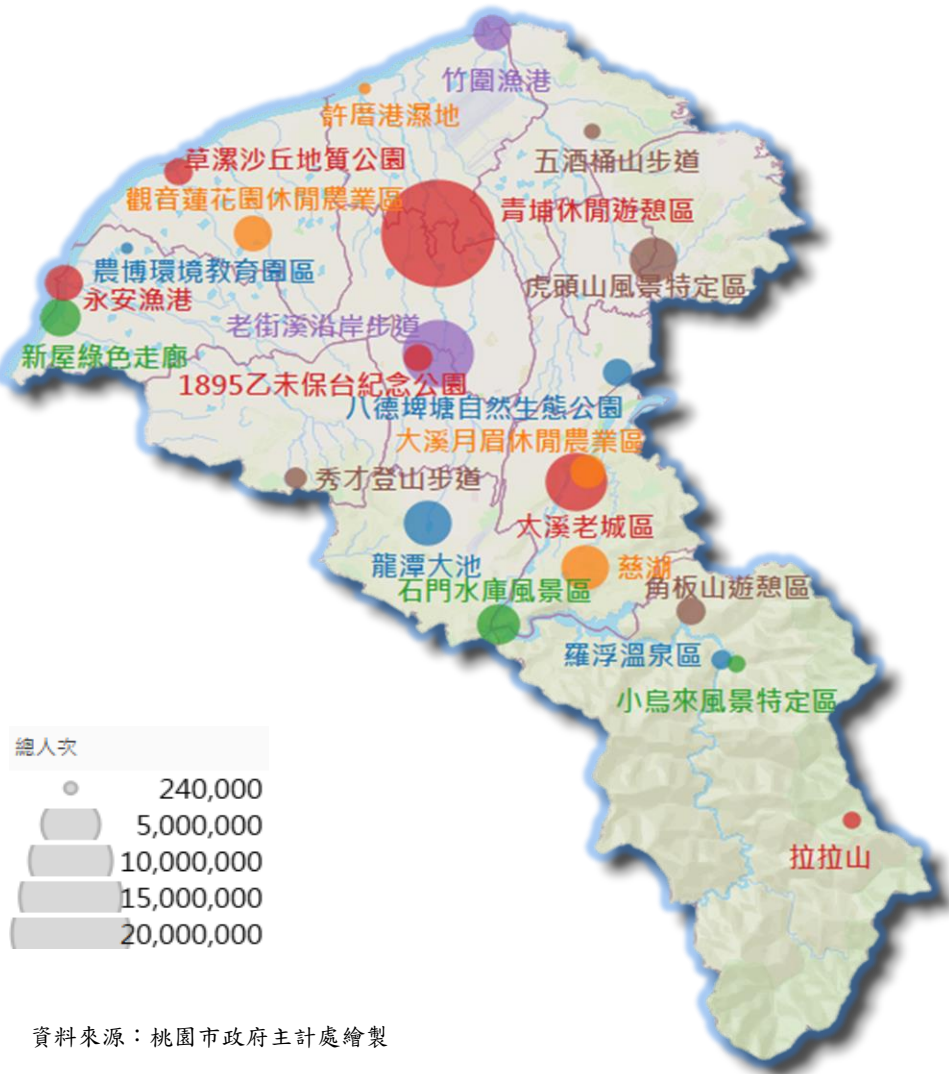 竹圍漁港
許厝港濕地
五酒桶山步道
草漯沙丘地質公園
觀音蓮花園休閒農業區
青埔休閒遊憩區
農博環境教育園區
虎頭山風景特定區
永安漁港
老街溪沿岸步道
新屋綠色走廊
1895乙未保台紀念公園
八德埤塘自然生態公園
大溪月眉休閒農業區
秀才登山步道
大溪老城區
龍潭大池
慈湖
石門水庫風景區
角板山遊憩區
羅浮溫泉區
小烏來風景特定區
總人次
240,000
5,000,000
10,000,000
15,000,000
20,000,000
拉拉山
資料來源：桃園市政府主計處繪製